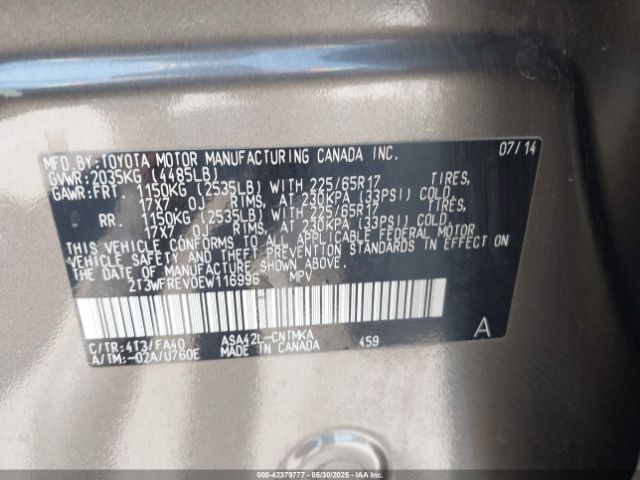 MFD.BY:TOYOTA MOTOR MANUFACTURING CANADA INC. 07/14
GVWR:2035KG (4485LB)
GAWR:FRT 1150KG (2535LB) WITH 225/65R17 TIRES,
17X7 OJ RIMS, AT 230KPA (33PSI) COLD.
RR. 1150KG (2535LB) WITH 225/65R17 TIRES,
17X7 OJ RIMS, AT 230KPA (33PSI) COLD.
THIS VEHICLE CONFORMS TO ALL APPLICABLE FEDERAL MOTOR
VEHICLE SAFETY AND THEFT PREVENTION STANDARDS IN EFFECT ON
THE DATE OF MANUFACTURE SHOWN ABOVE.
2T3WFREV0EW116996 MPV
A
C/TR:4T3/FA40 ASA42L-CNTMKA 459
A/TM:-02A/U760E MADE IN CANADA
000-42379777 - 05/30/2025 - IAAI.COM